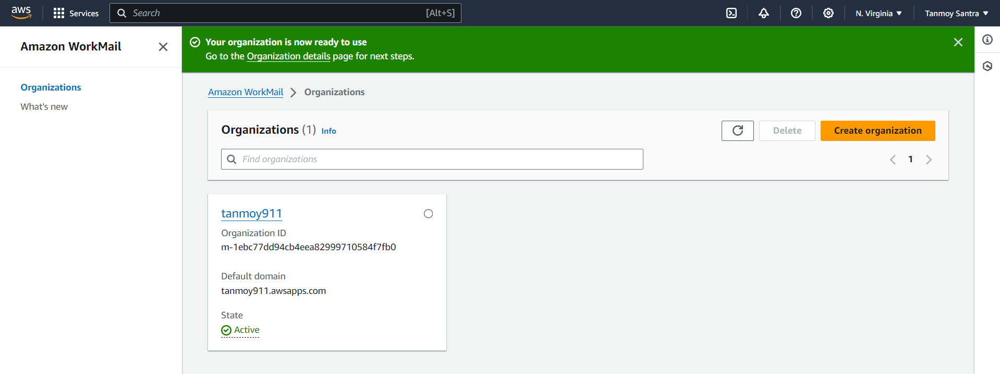 aws Services Search [Alt+S] N. Virginia Tanmoy Santra
Amazon WorkMail
Organizations
What's new
Your organization is now ready to use
Go to the Organization details page for next steps.
Amazon WorkMail Organizations
Organizations (1) Info Delete Create organization
Find organizations 1
tanmoy911
Organization ID
m-1ebc77dd94cb4eea82999710584f7fb0
Default domain
tanmoy911.awsapps.com
State
Active